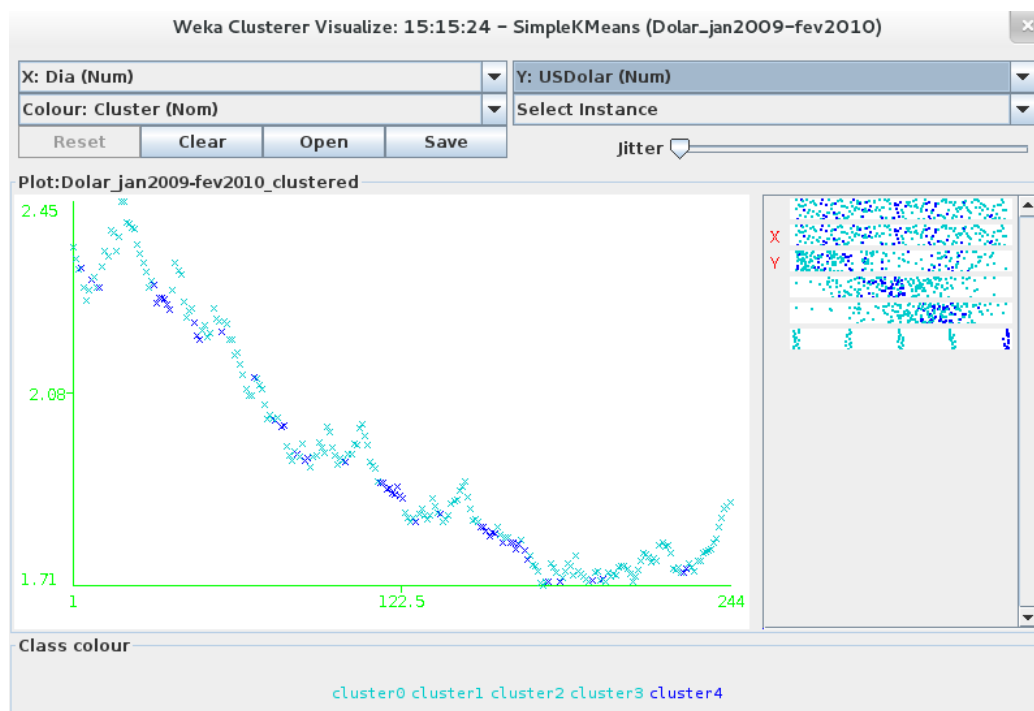 Weka Clusterer Visualize: 15:15:24 – SimpleKMeans (Dolar_jan2009-fev2010)
X: Dia (Num) Y: USDolar (Num)
Colour: Cluster (Nom) Select Instance
Reset Clear Open Save Jitter
Plot:Dolar_jan2009-fev2010_clustered
2.45
X
Y
2.08
1.71
1 122.5 244
Class colour
cluster0 cluster1 cluster2 cluster3 cluster4